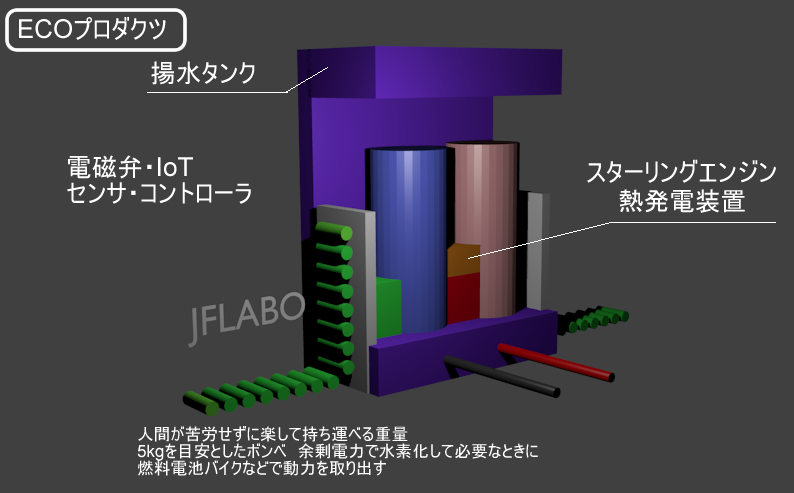 ECOプロダクツ
揚水タンク
電磁弁・IoT
センサ・コントローラ
スターリングエンジン
熱発電装置
JFLABO
人間が苦労せずに楽して持ち運べる重量
5kgを目安としたボンベ　余剰電力で水素化して必要なときに
燃料電池バイクなどで動力を取り出す